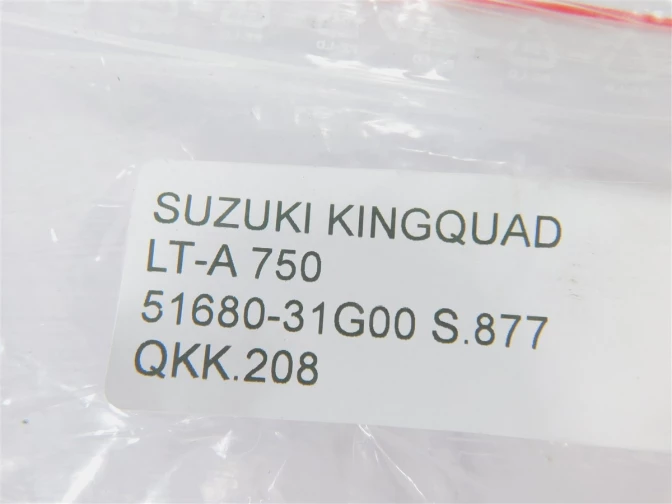 SUZUKI KINGQUAD
LT-A 750
51680-31G00 S.877
QKK.208